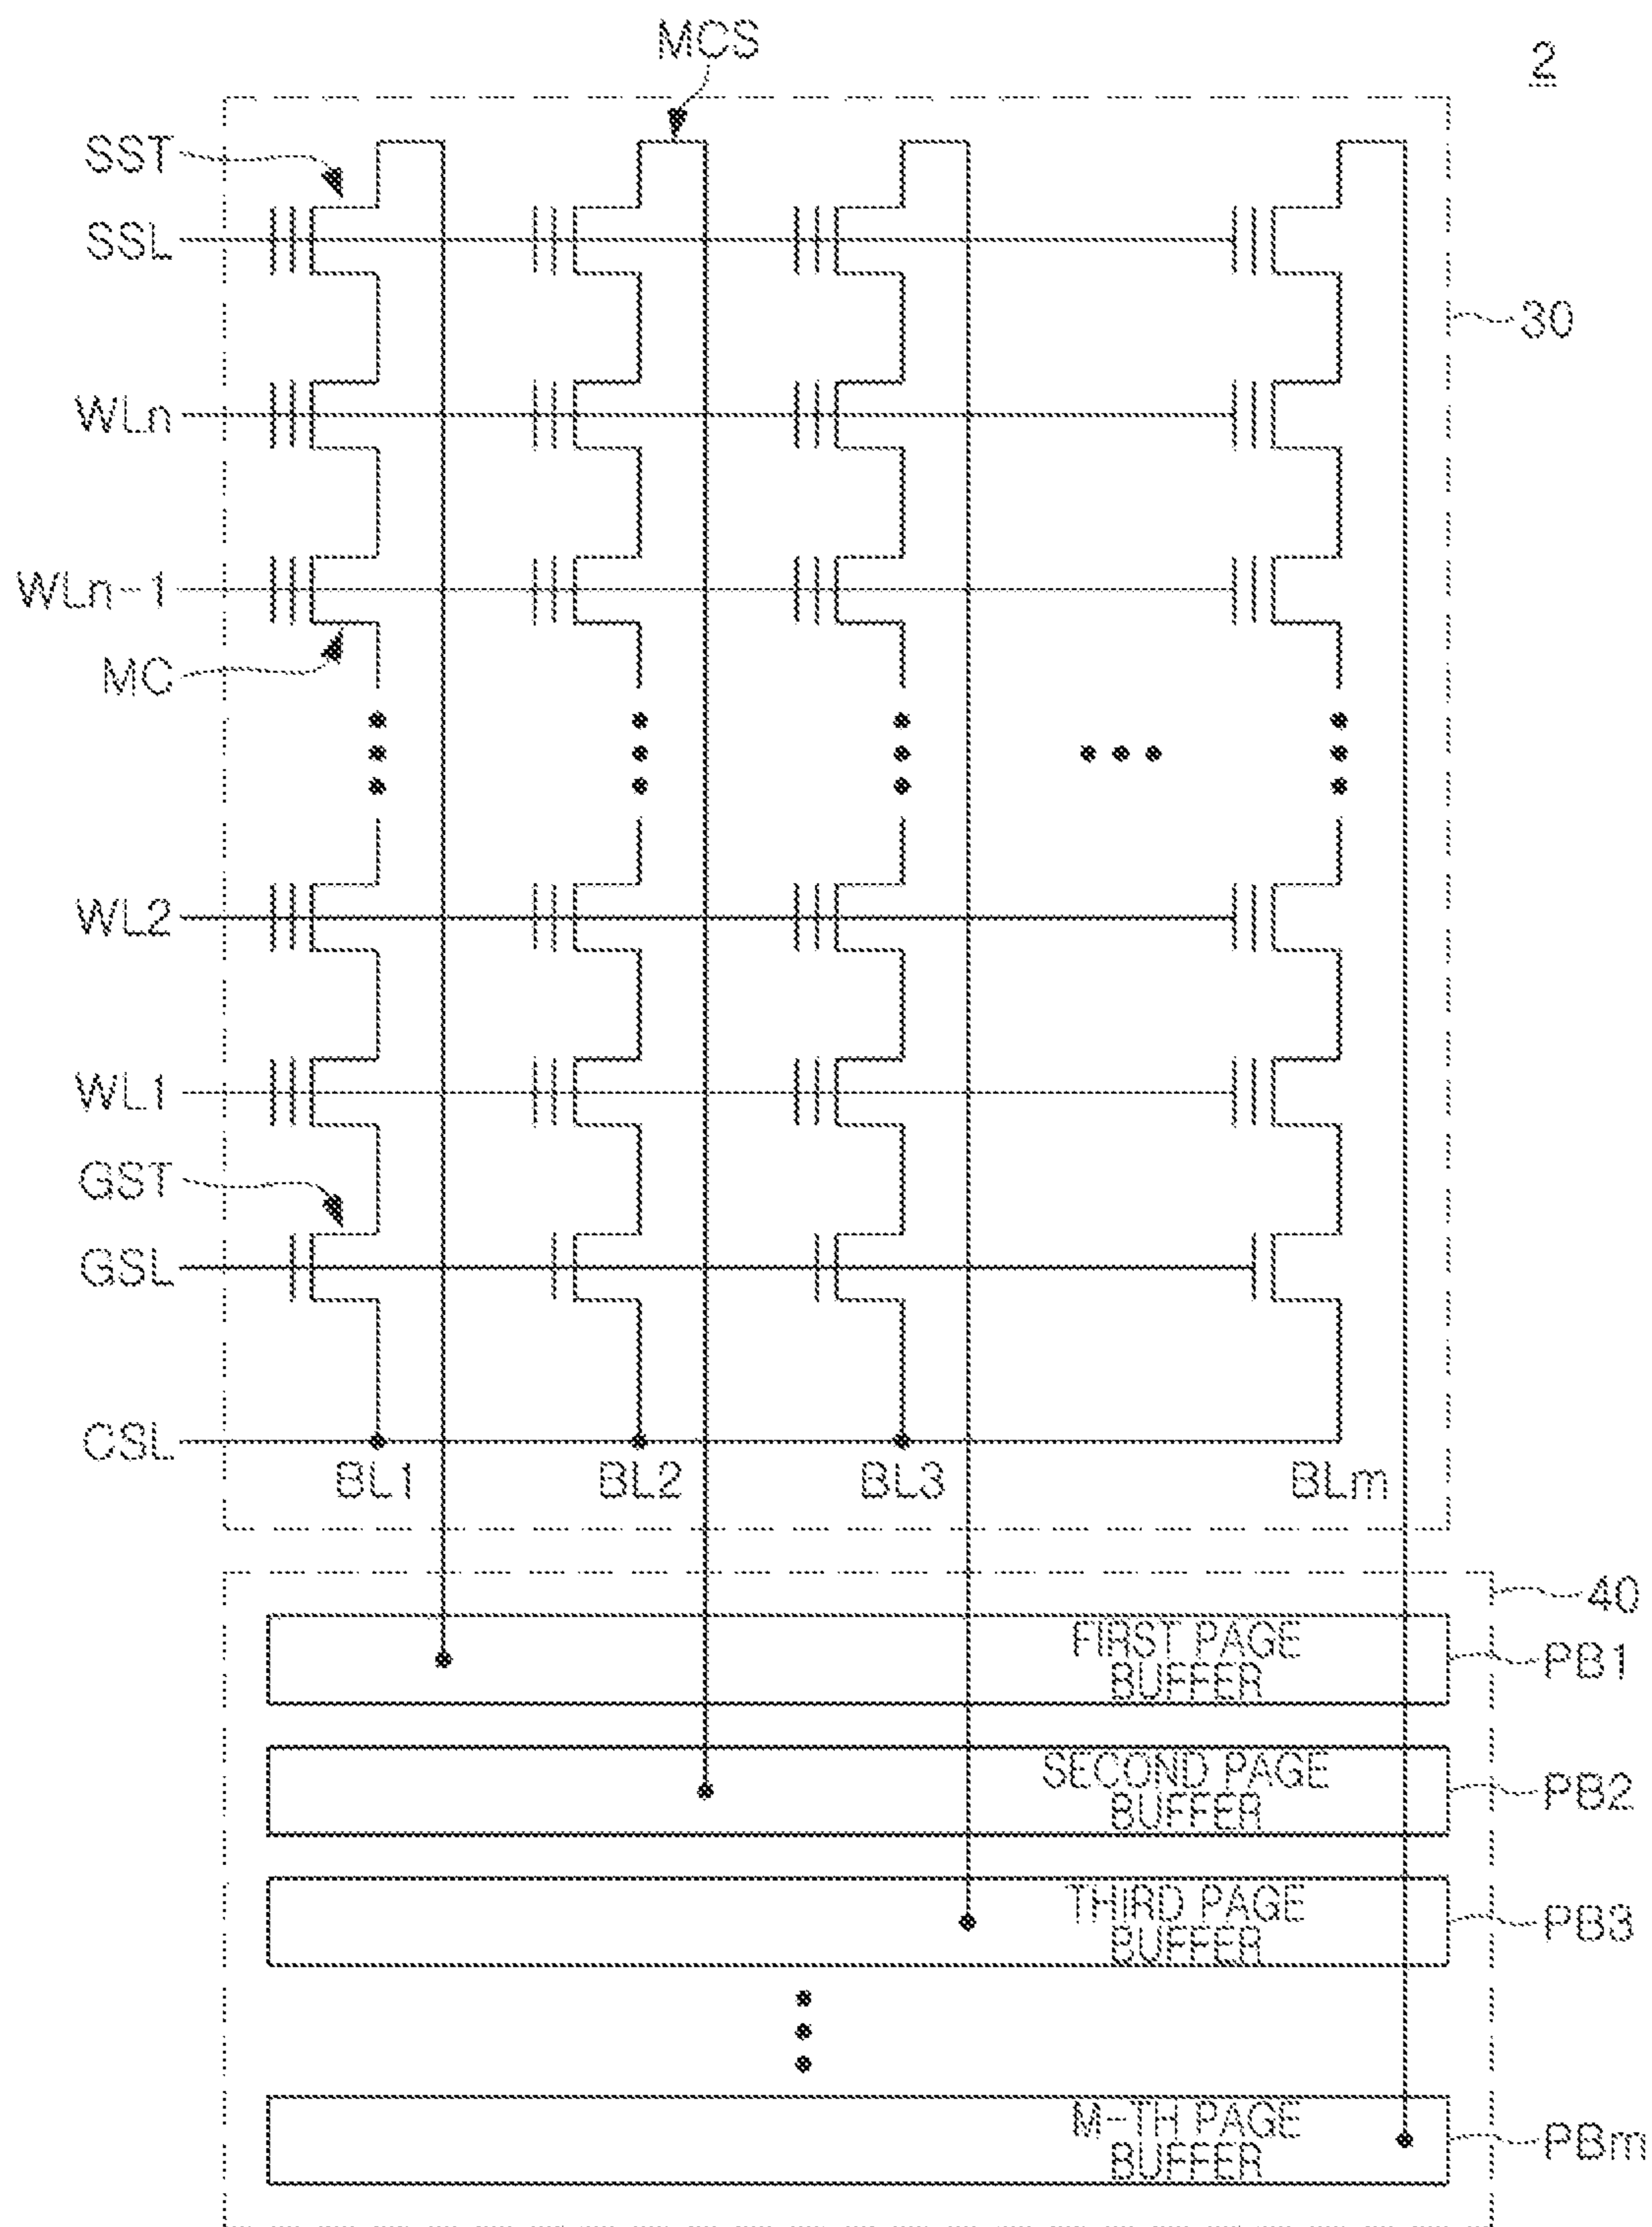 MCS
2
SST
SSL
30
WLn
WLn-1
MC
WL2
WL1
GST
GSL
CSL
BL1 BL2 BL3 BLm
40
FIRST PAGE
BUFFER
PB1
SECOND PAGE
BUFFER
PB2
THIRD PAGE
BUFFER
PB3
M-TH PAGE
BUFFER
PBm